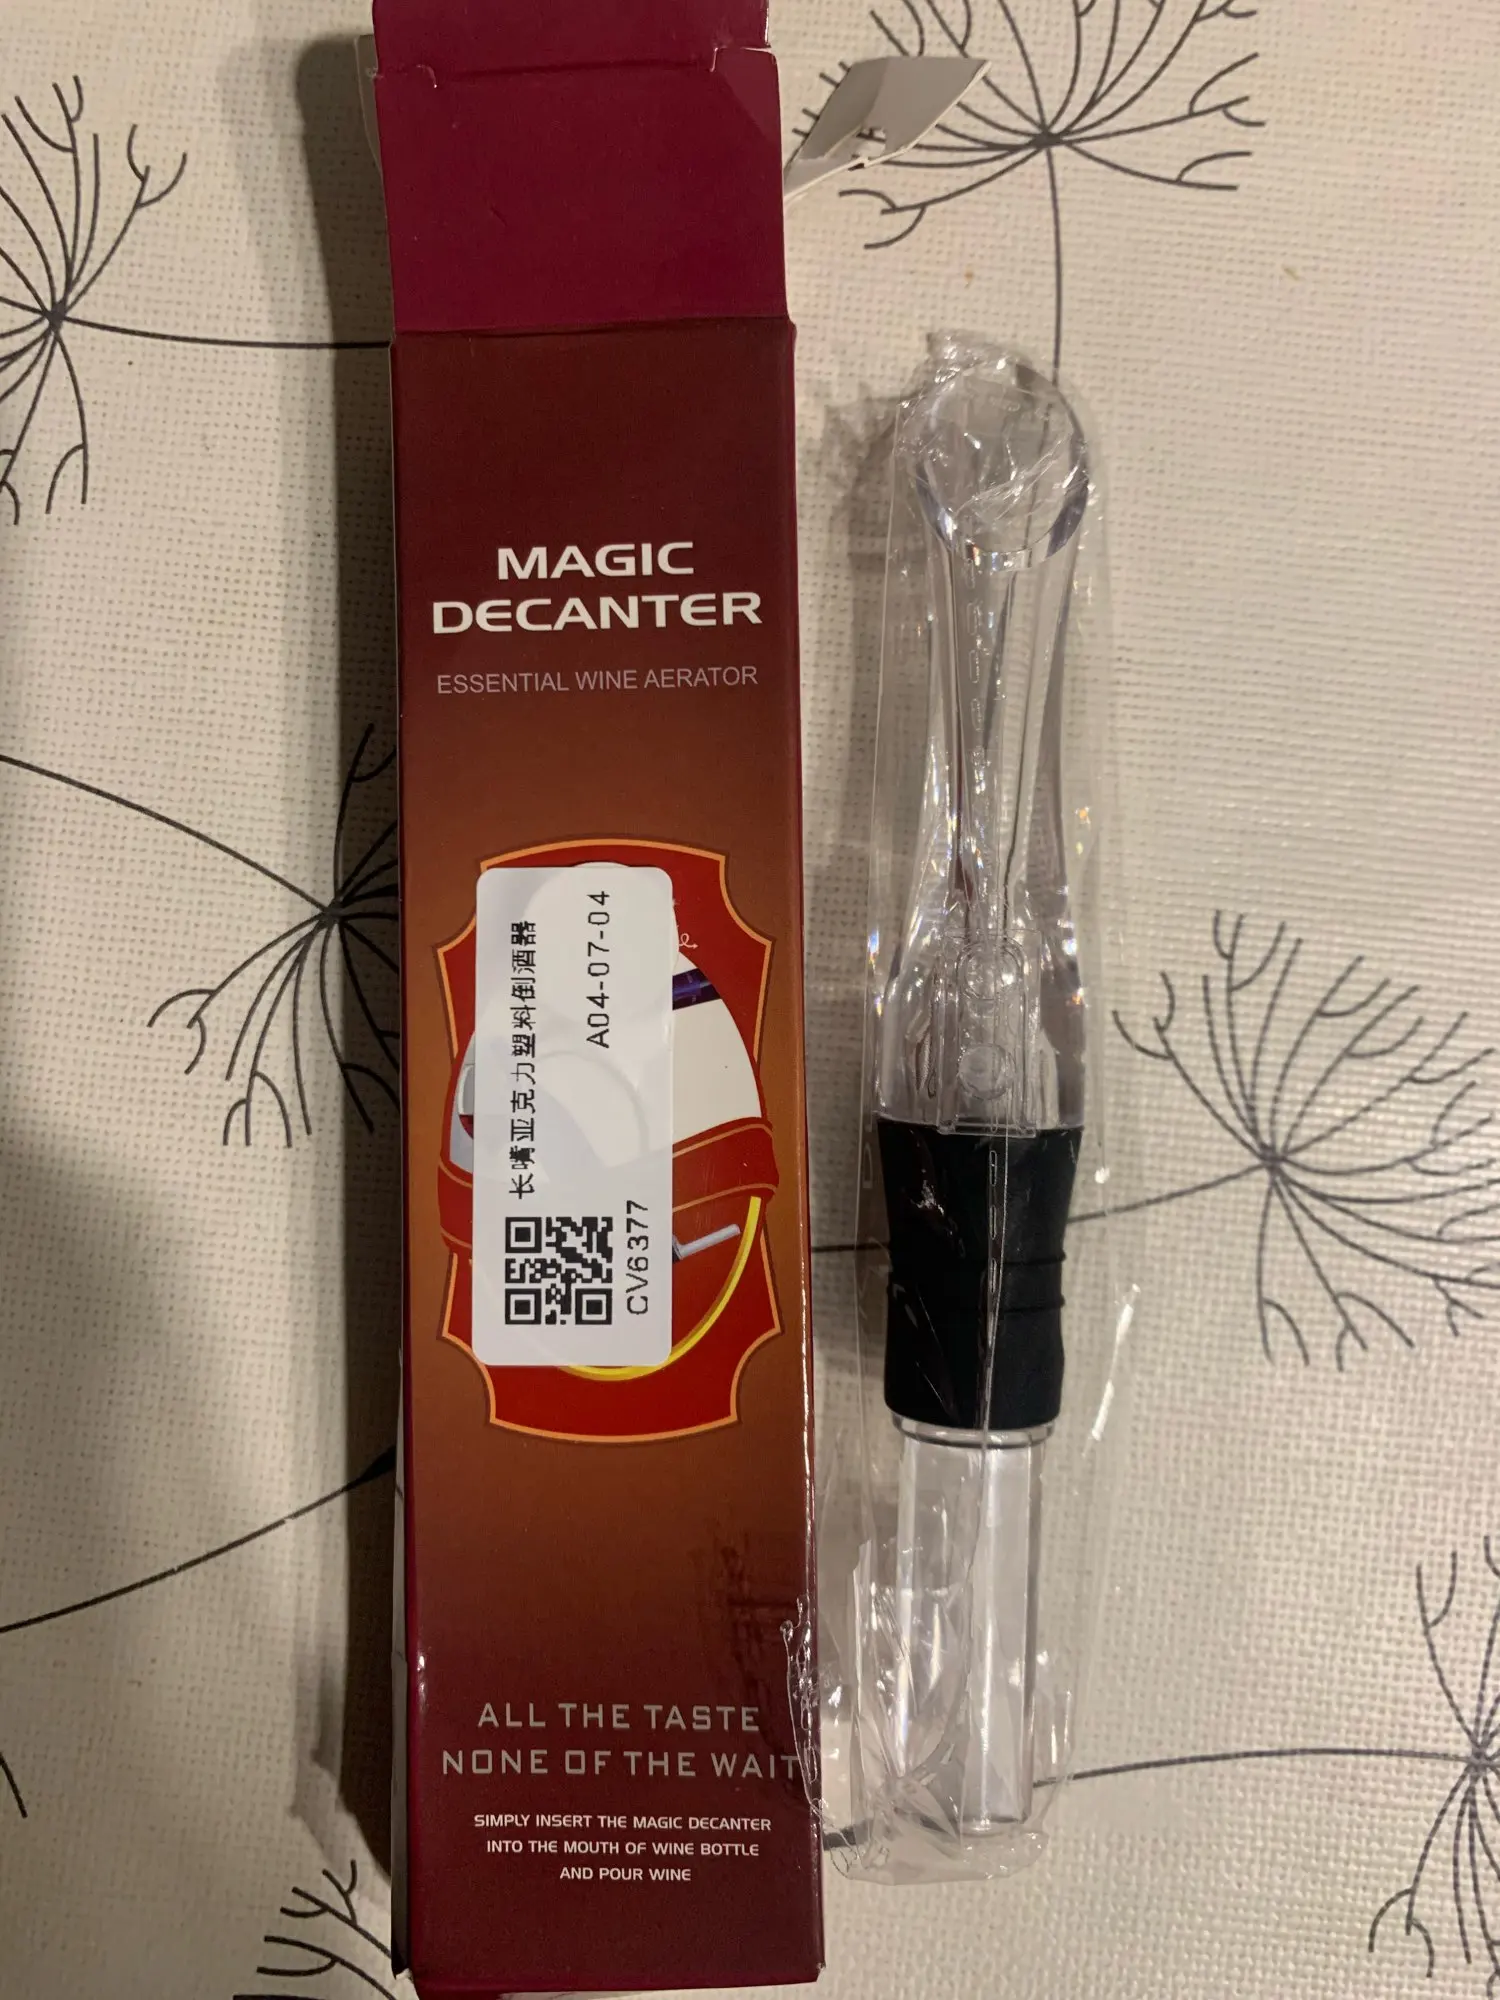 MAGIC
DECANTER
ESSENTIAL WINE AERATOR
长嘴亚克力塑料倒酒器
A04-07-04
CV6377
ALL THE TASTE
NONE OF THE WAIT
SIMPLY INSERT THE MAGIC DECANTER
INTO THE MOUTH OF WINE BOTTLE
AND POUR WINE